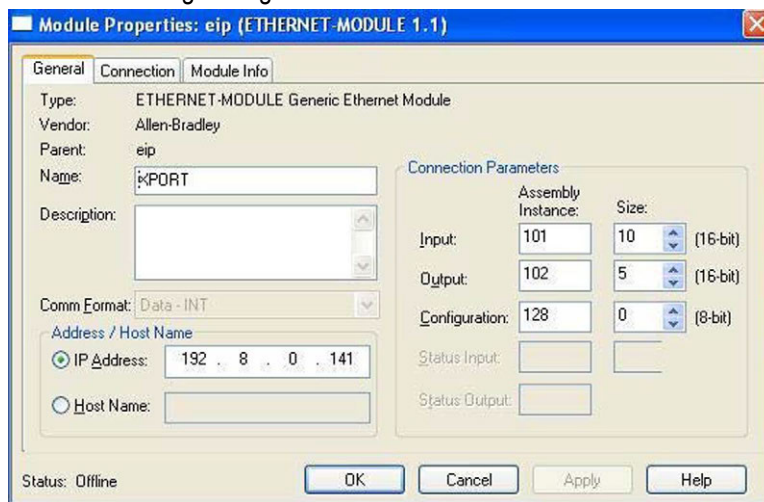 Module Properties: eip (ETHERNET-MODULE 1.1)
General Connection Module Info
Type: ETHERNET-MODULE Generic Ethernet Module
Vendor: Allen-Bradley
Parent: eip
Name: XPORT
Description:
Comm Format: Data - INT
Address / Host Name
IP Address: 192 . 8 . 0 . 141
Host Name:
Connection Parameters
Assembly Instance: Size:
Input: 101 10 (16-bit)
Output: 102 5 (16-bit)
Configuration: 128 0 (8-bit)
Status Input:
Status Output:
Status: Offline
OK Cancel Apply Help